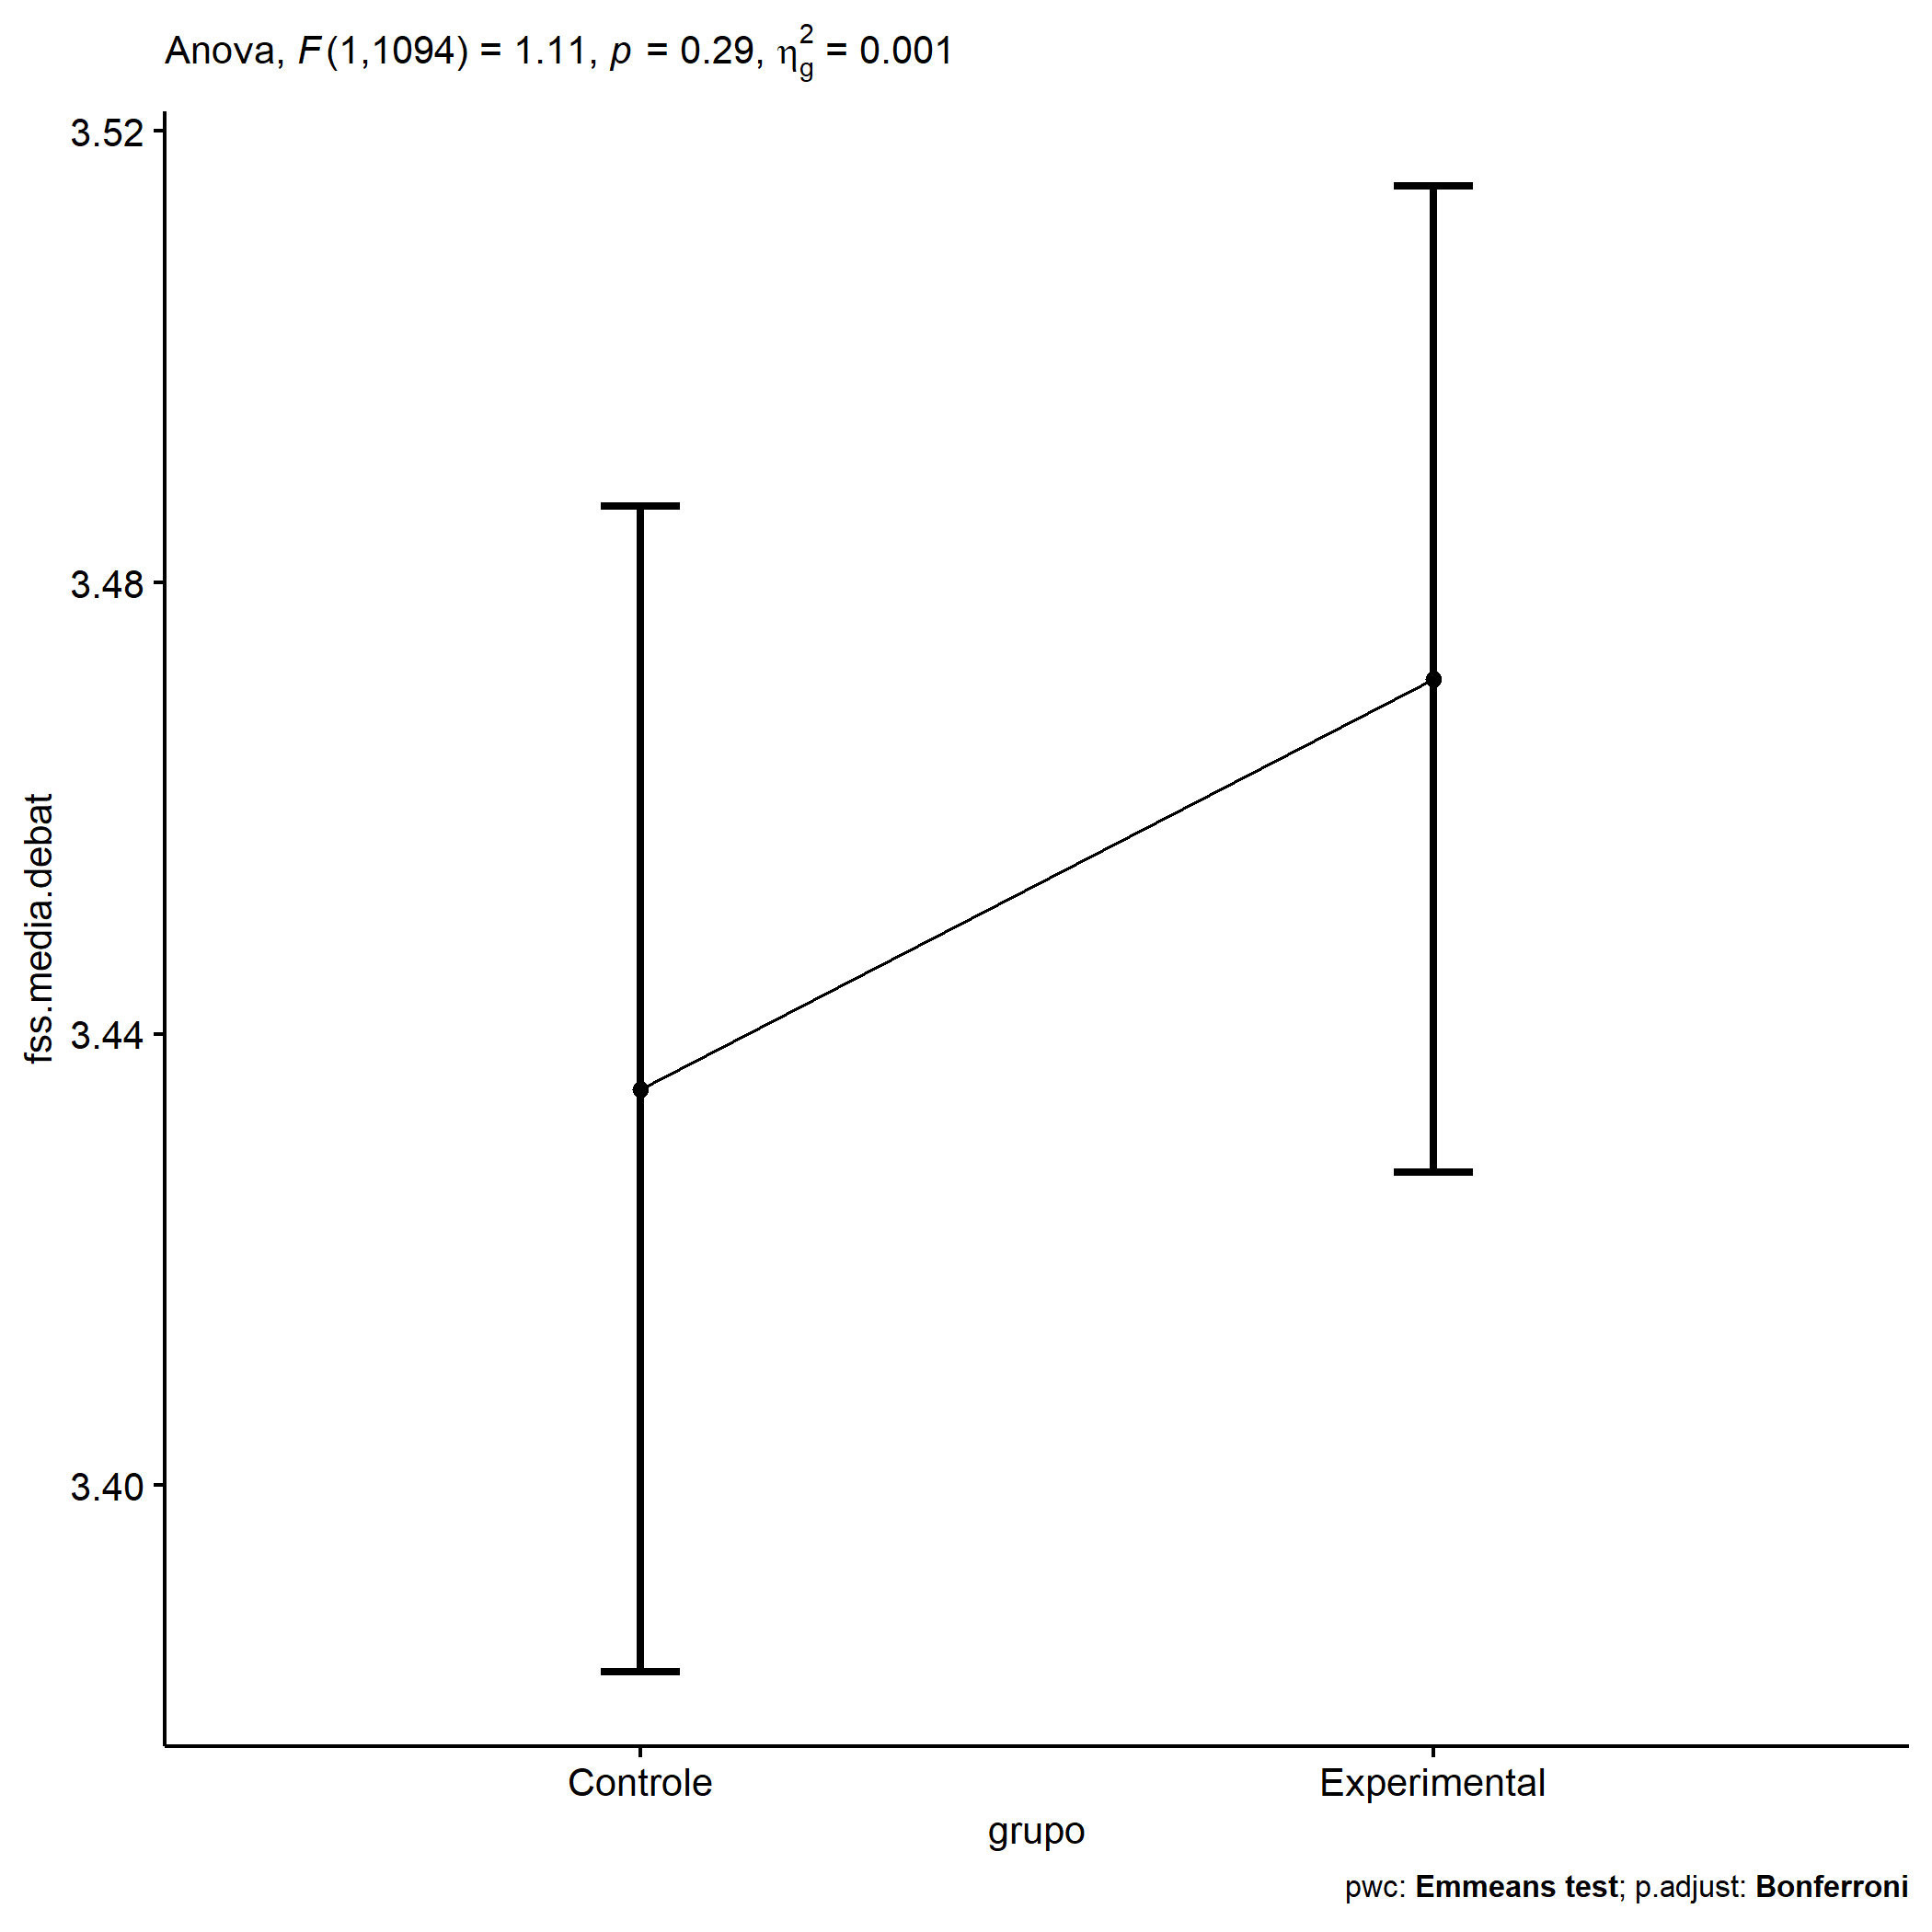 Anova, F(1,1094) = 1.11, p = 0.29, η²g = 0.001
3.52
3.48
3.44
3.40
fss.media.debat
Controle
Experimental
grupo
pwc: Emmeans test; p.adjust: Bonferroni